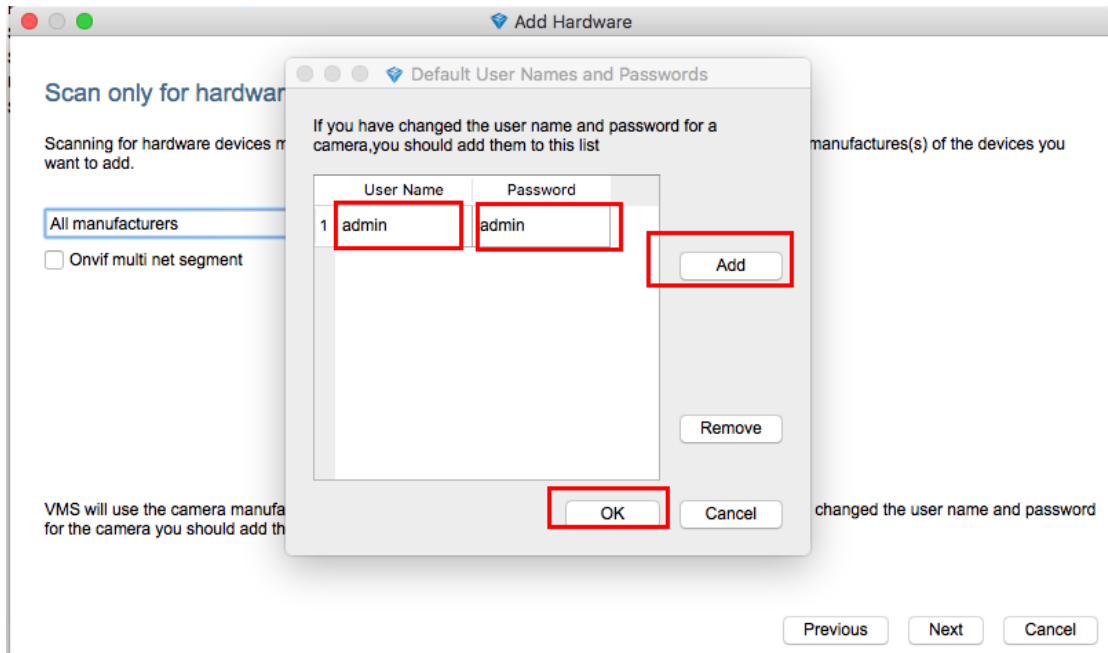 Add Hardware
Default User Names and Passwords
Scan only for hardwar
If you have changed the user name and password for a
camera,you should add them to this list
Scanning for hardware devices m
manufactures(s) of the devices you
want to add.
User Name Password
All manufacturers
1 admin admin
Onvif multi net segment
Add
Remove
VMS will use the camera manufa
changed the user name and password
for the camera you should add th
OK Cancel
Previous Next Cancel